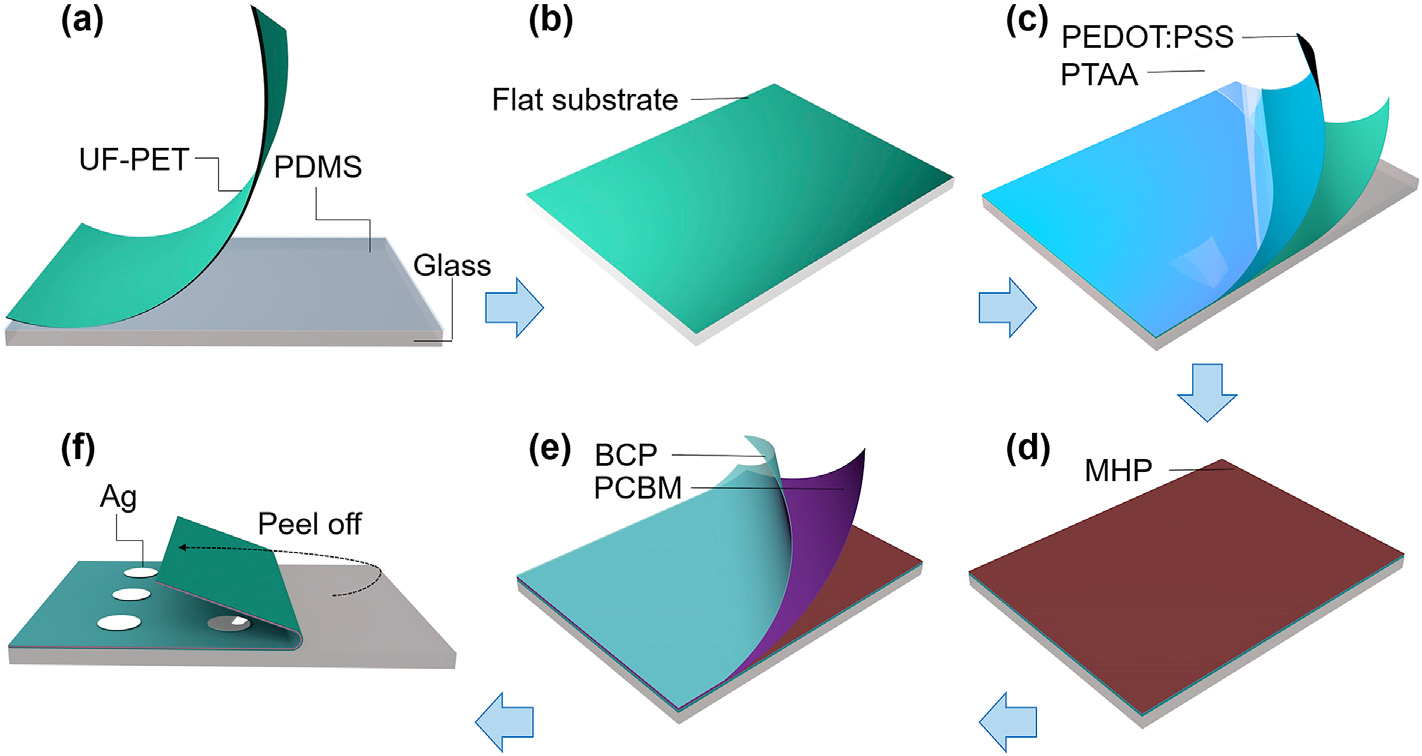 (a)
UF-PET
PDMS
Glass
(b)
Flat substrate
(c)
PEDOT:PSS
PTAA
(d)
MHP
(e)
BCP
PCBM
(f)
Ag
Peel off